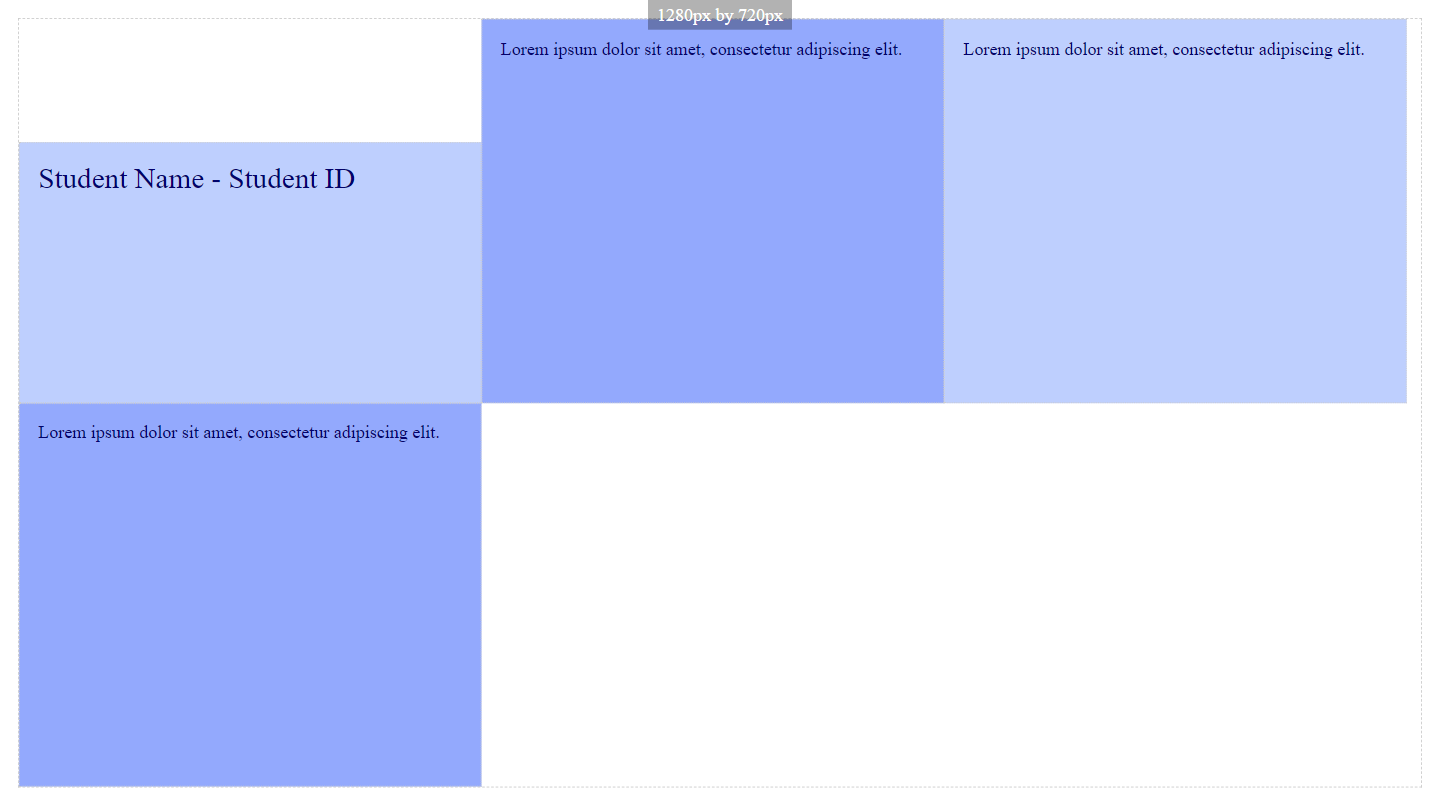 1280px by 720px
Student Name - Student ID
Lorem ipsum dolor sit amet, consectetur adipiscing elit.
Lorem ipsum dolor sit amet, consectetur adipiscing elit.
Lorem ipsum dolor sit amet, consectetur adipiscing elit.